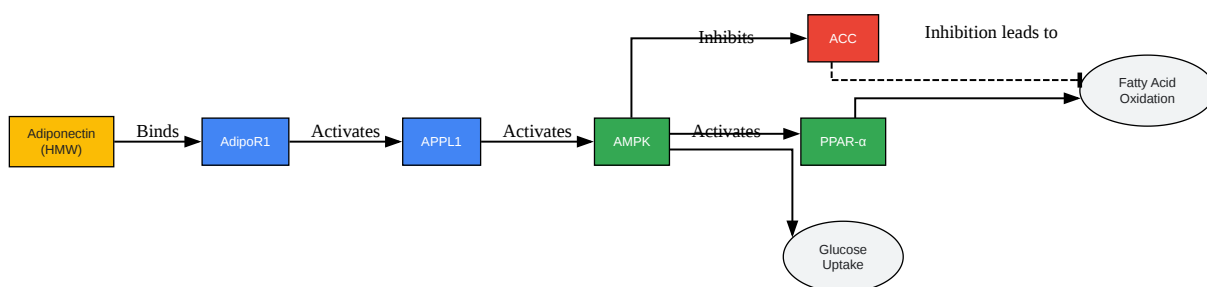 Inhibits
ACC
Inhibition leads to
Fatty Acid
Oxidation
Adiponectin
(HMW)
Binds
AdipoR1
Activates
APPL1
Activates
AMPK
Activates
PPAR-α
Glucose
Uptake